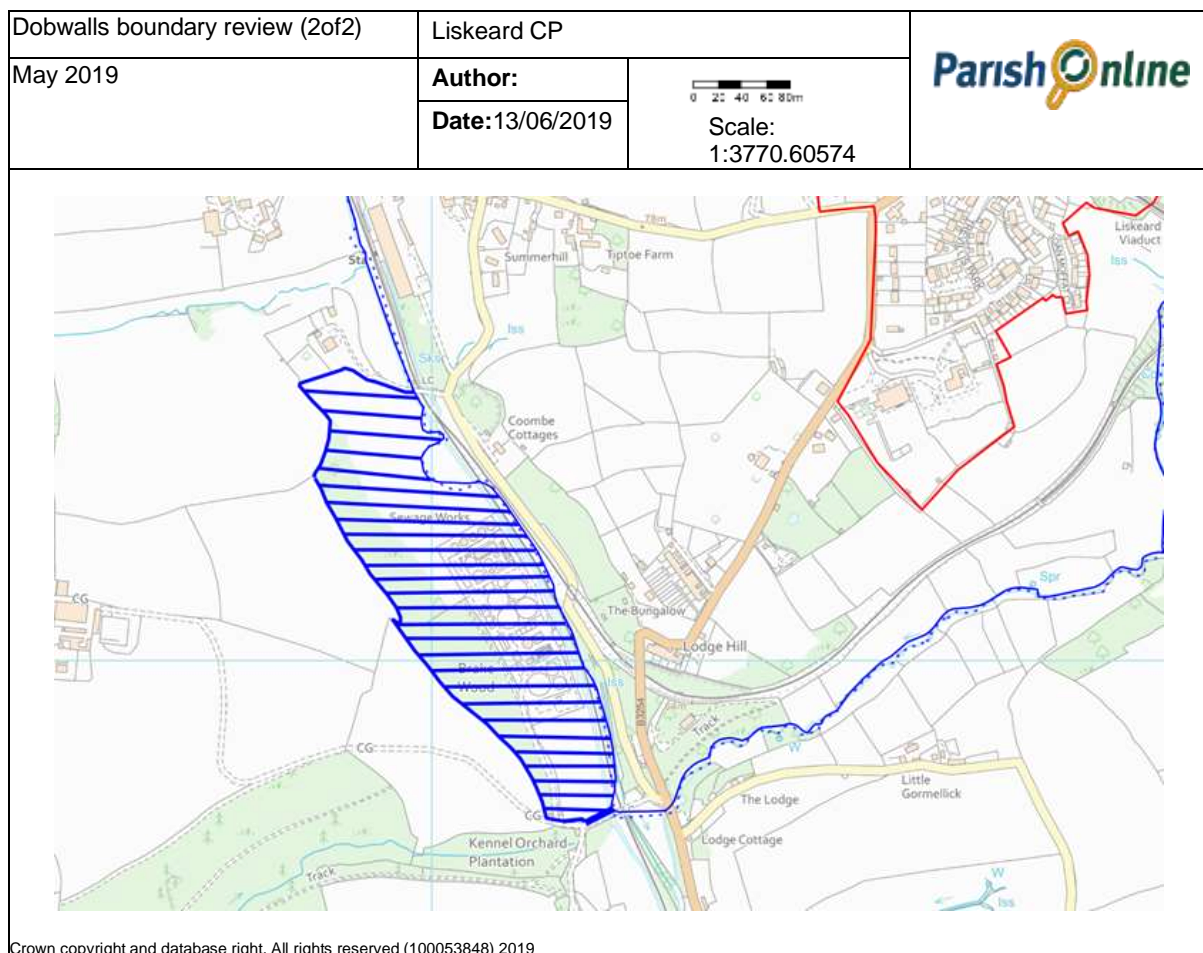 Dobwalls boundary review (2of2)
Liskeard CP
Parish Online
May 2019
Author:
Date:13/06/2019
0 20 40 60 80m
Scale:
1:3770.60574
78m
Liskeard
Viaduct
Iss
Summerhill
Tiptoe Farm
Iss
LC
Coombe
Cottages
Sewage Works
Spr
CG
The Bungalow
Lodge Hill
Brake
Wood
Iss
B3254
Track
W
CG
Little
Gormellick
The Lodge
CG
Lodge Cottage
Kennel Orchard
Plantation
Track
W
Iss
Crown copyright and database right. All rights reserved (100053848) 2019